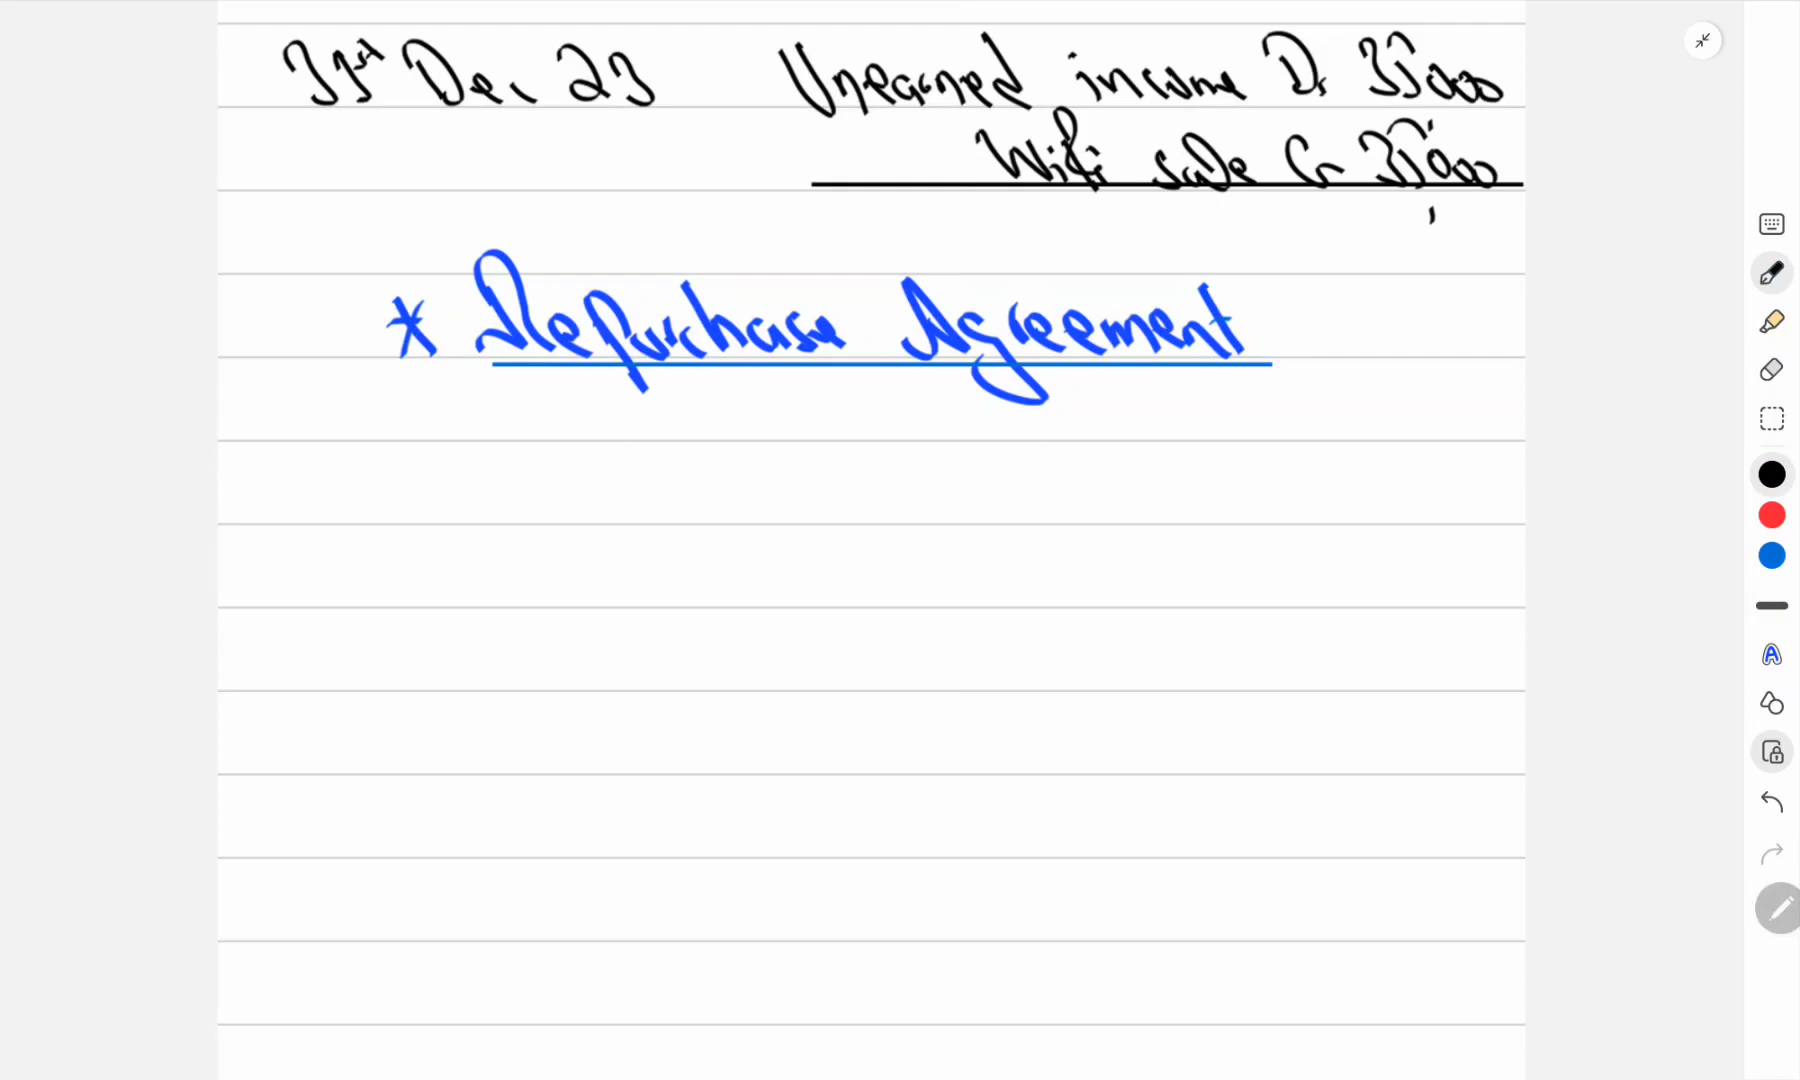 31st Dec 23 Unearned income Dr 35000
Wifi sale Cr 35000
* Repurchase Agreement